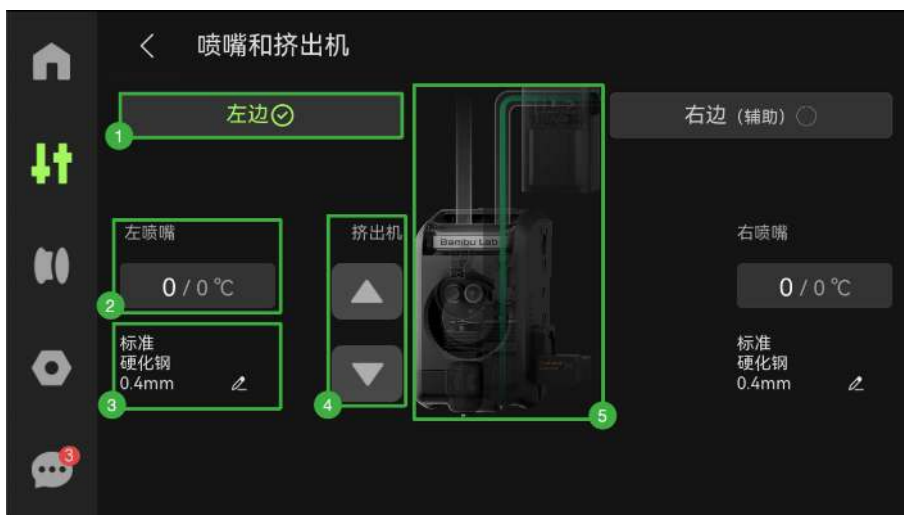 喷嘴和挤出机
左边
右边 (辅助)
1
左喷嘴
挤出机
Bambu Lab
右喷嘴
0 / 0 ℃
0 / 0 ℃
2
标准
硬化钢
0.4mm
标准
硬化钢
0.4mm
3
4
5
3